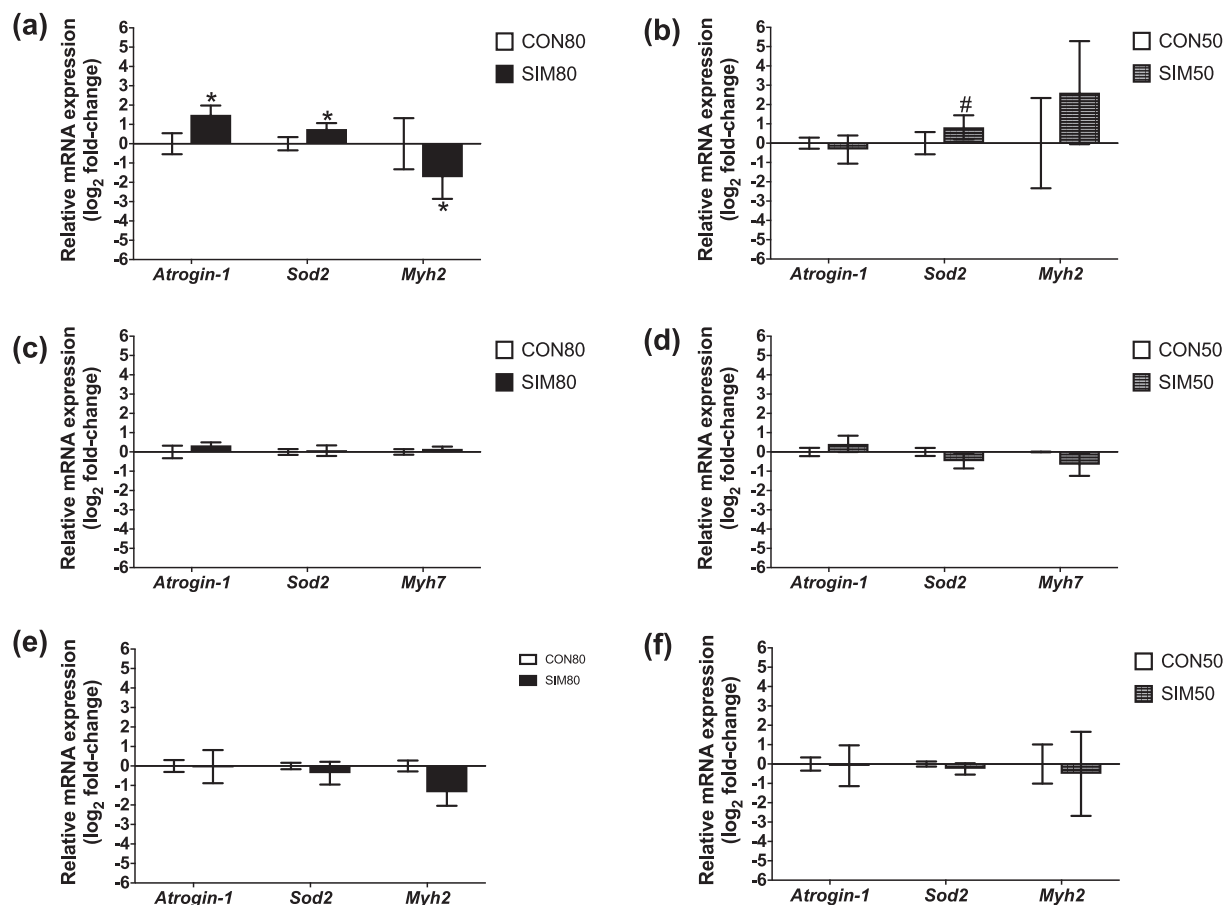 (a)
Relative mRNA expression
(log2 fold-change)
6
5
4
3
2
1
0
-1
-2
-3
-4
-5
-6
*
*
*
Atrogin-1 Sod2 Myh2
CON80
SIM80
(b)
Relative mRNA expression
(log2 fold-change)
6
5
4
3
2
1
0
-1
-2
-3
-4
-5
-6
#
Atrogin-1 Sod2 Myh2
CON50
SIM50
(c)
Relative mRNA expression
(log2 fold-change)
6
5
4
3
2
1
0
-1
-2
-3
-4
-5
-6
Atrogin-1 Sod2 Myh7
CON80
SIM80
(d)
Relative mRNA expression
(log2 fold-change)
6
5
4
3
2
1
0
-1
-2
-3
-4
-5
-6
Atrogin-1 Sod2 Myh7
CON50
SIM50
(e)
Relative mRNA expression
(log2 fold-change)
6
5
4
3
2
1
0
-1
-2
-3
-4
-5
-6
Atrogin-1 Sod2 Myh2
CON80
SIM80
(f)
Relative mRNA expression
(log2 fold-change)
6
5
4
3
2
1
0
-1
-2
-3
-4
-5
-6
Atrogin-1 Sod2 Myh2
CON50
SIM50